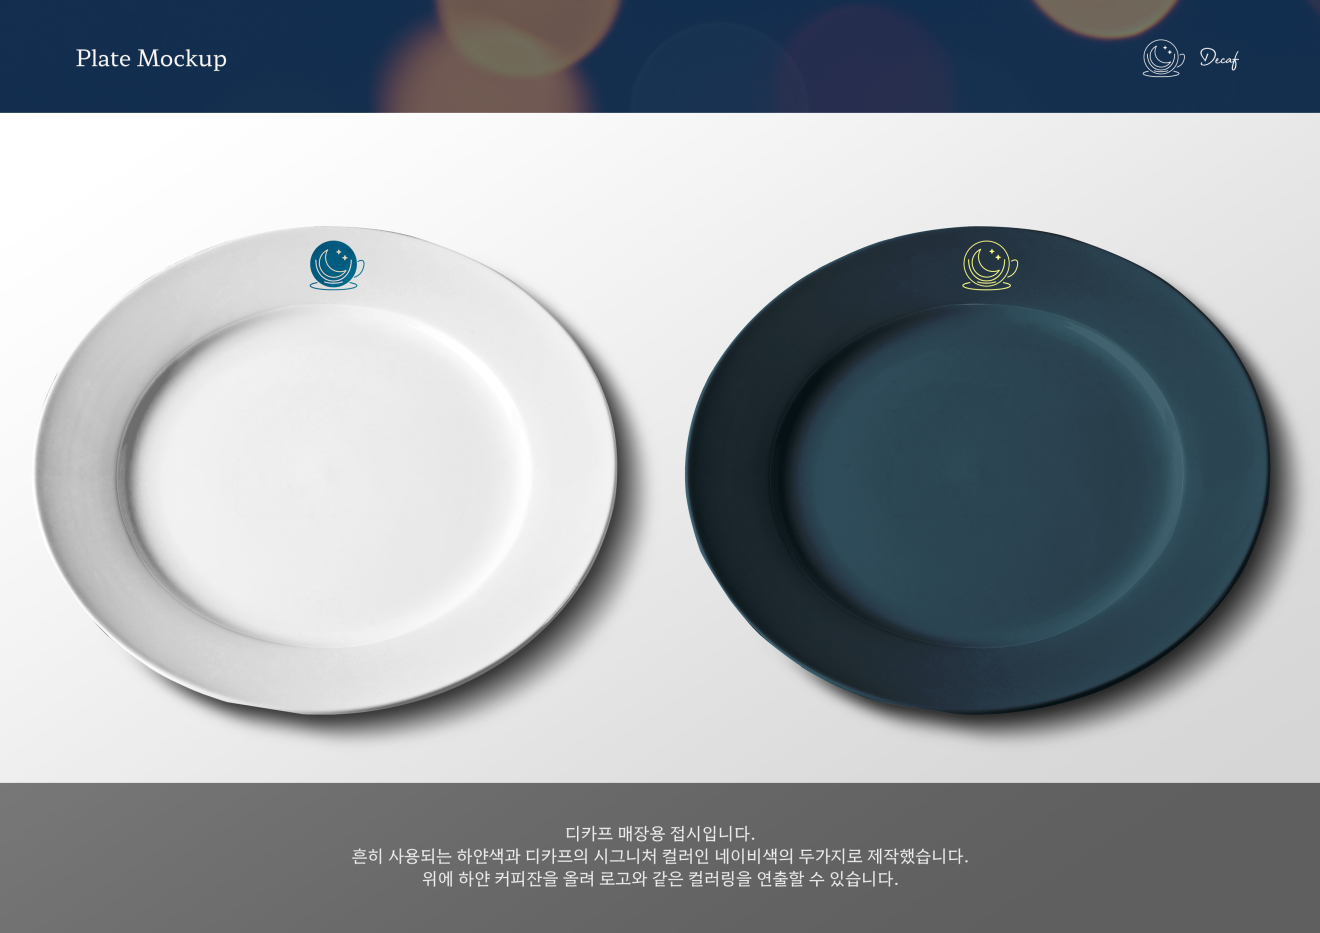 Plate Mockup
Decaf
디카프 매장용 접시입니다.
흔히 사용되는 하얀색과 디카프의 시그니처 컬러인 네이비색의 두가지로 제작했습니다.
위에 하얀 커피잔을 올려 로고와 같은 컬러링을 연출할 수 있습니다.